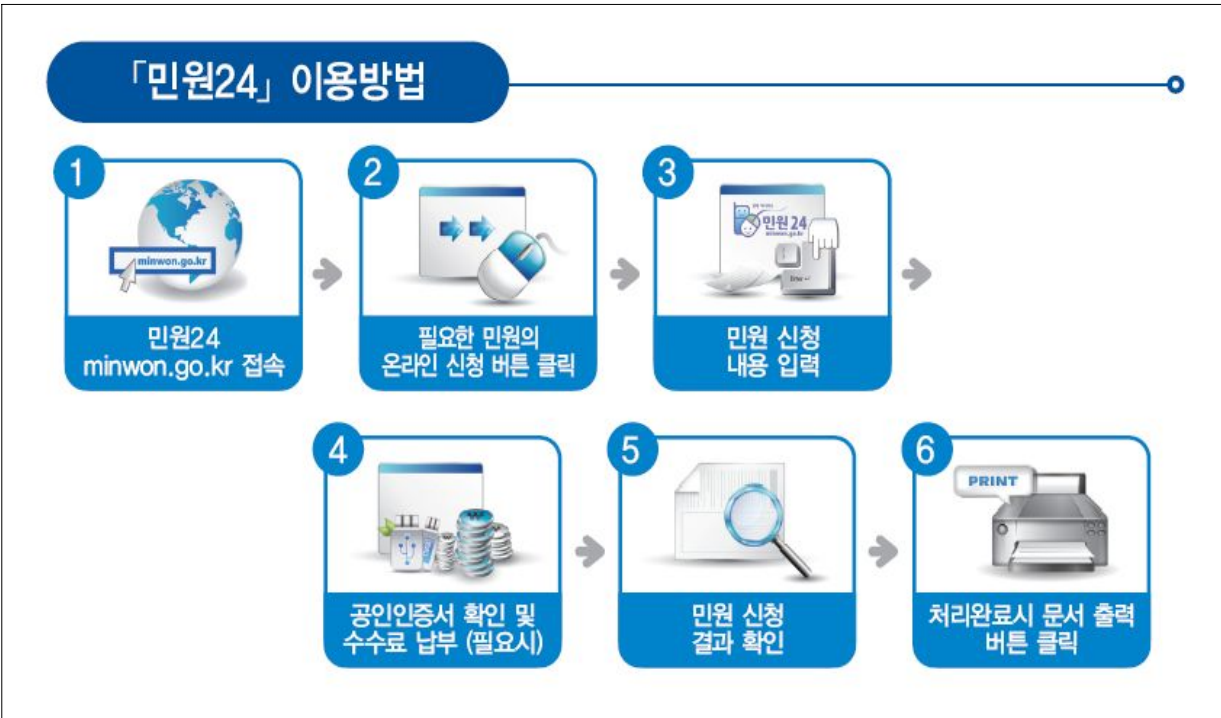 「민원24」 이용방법
1
minwon.go.kr
민원24
minwon.go.kr 접속
2
필요한 민원의
온라인 신청 버튼 클릭
3
민원24
minwon.go.kr
Enter
민원 신청
내용 입력
4
공인인증서 확인 및
수수료 납부 (필요시)
5
민원 신청
결과 확인
6
PRINT
처리완료시 문서 출력
버튼 클릭